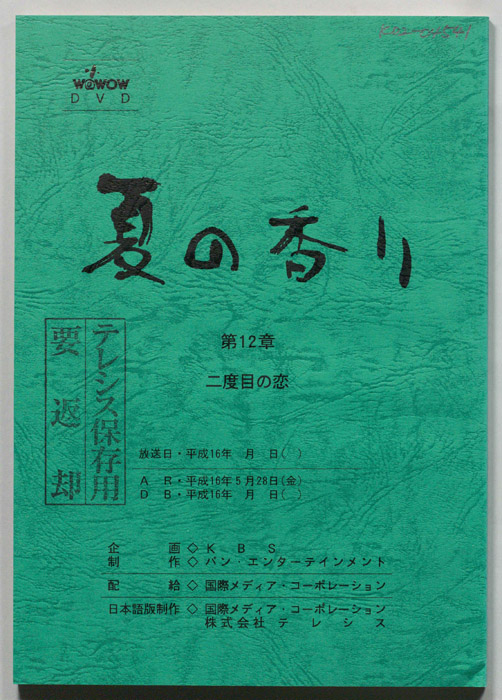 WOWOW
DVD
夏の香り
第12章
二度目の恋
テレシス保存用
要返却
放送日・平成16年　月　日(　)
ＡＲ・平成16年５月28日(金)
ＤＢ・平成16年　月　日(　)
企　　画◇ＫＢＳ
制　　作◇パン・エンターテインメント
配　　給◇国際メディア・コーポレーション
日本語版制作◇国際メディア・コーポレーション
株式会社テレシス